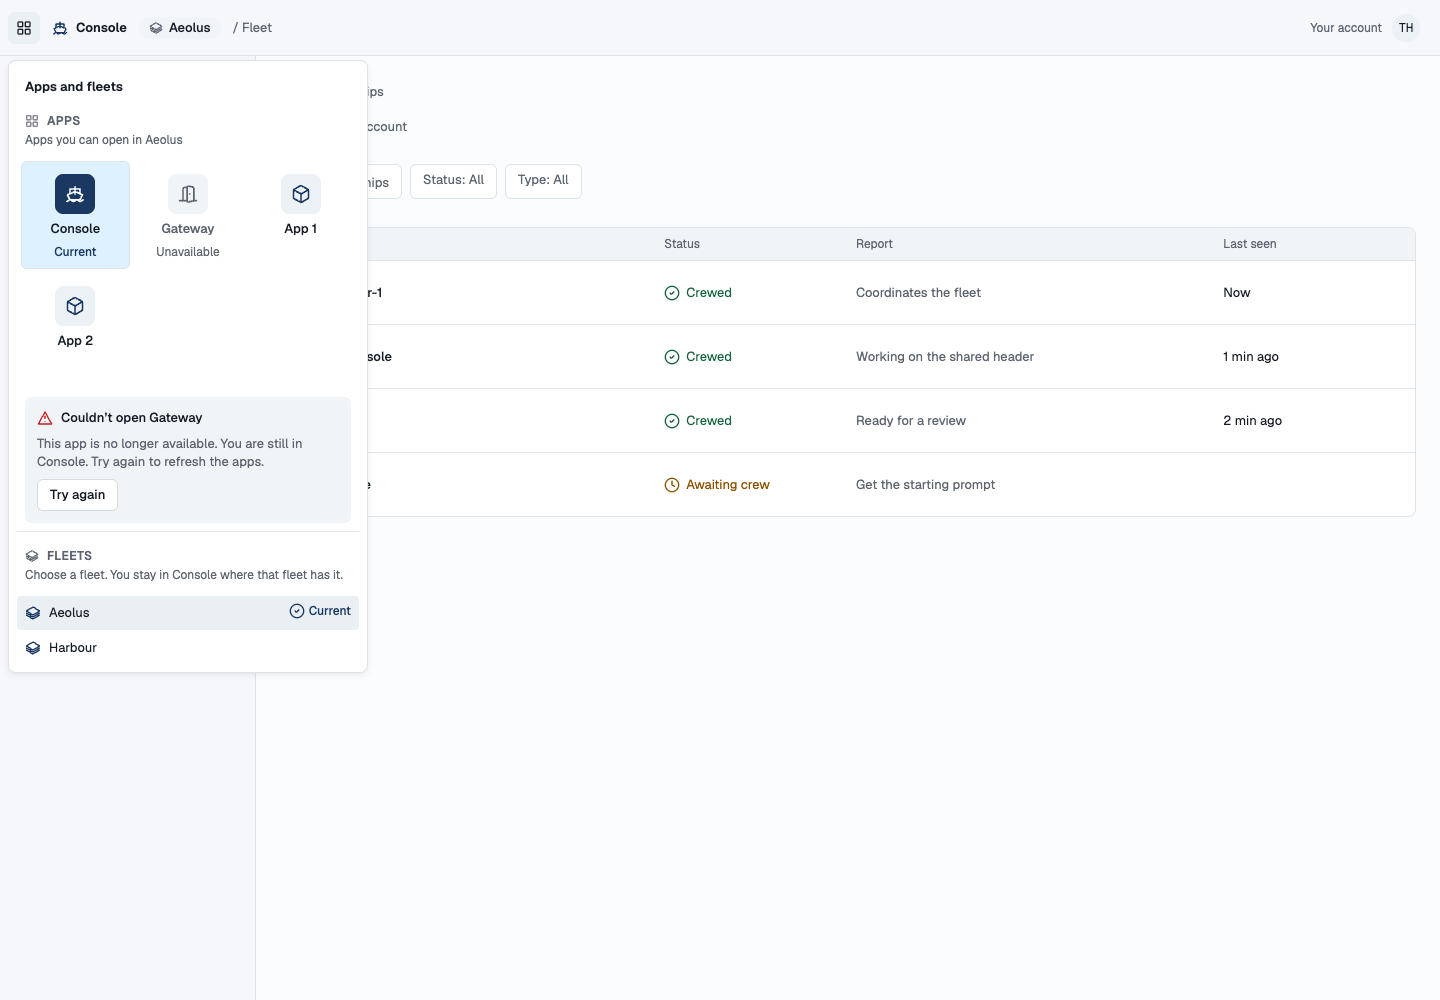 Console
Aeolus
/ Fleet
Your account
TH
Apps and fleets
APPS
Apps you can open in Aeolus
Console
Current
Gateway
Unavailable
App 1
App 2
Couldn't open Gateway
This app is no longer available. You are still in
Console. Try again to refresh the apps.
Try again
FLEETS
Choose a fleet. You stay in Console where that fleet has it.
Aeolus
Current
Harbour
Status: All
Type: All
Status
Report
Last seen
Crewed
Coordinates the fleet
Now
Crewed
Working on the shared header
1 min ago
Crewed
Ready for a review
2 min ago
Awaiting crew
Get the starting prompt